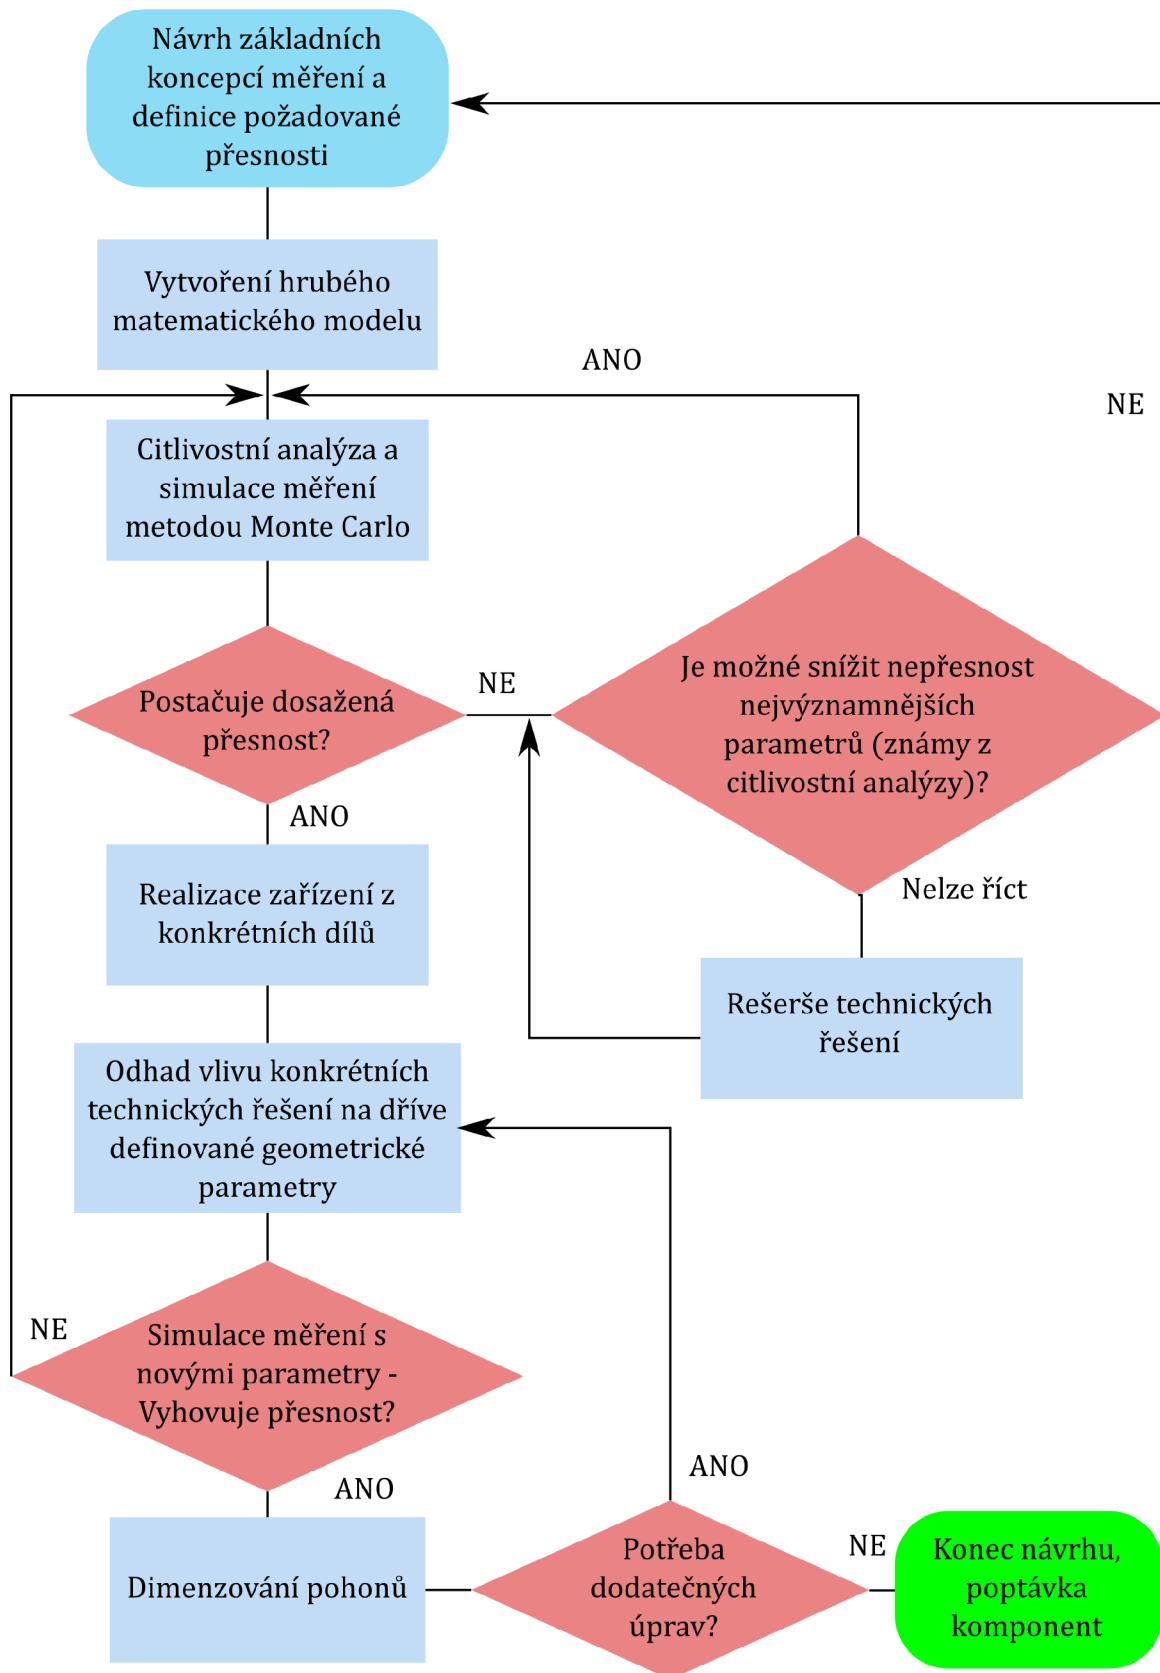 Návrh základních
koncepcí měření a
definice požadované
přesnosti
Vytvoření hrubého
matematického modelu
ANO
NE
Citlivostní analýza a
simulace měření
metodou Monte Carlo
Postačuje dosažená
přesnost?
NE
Je možné snížit nepřesnost
nejvýznamnějších
parametrů (známy z
citlivostní analýzy)?
ANO
Nelze říct
Realizace zařízení z
konkrétních dílů
Rešerše technických
řešení
Odhad vlivu konkrétních
technických řešení na dříve
definované geometrické
parametry
NE
Simulace měření s
novými parametry -
Vyhovuje přesnost?
ANO
ANO
Dimenzování pohonů
Potřeba
dodatečných
úprav?
NE
Konec návrhu,
poptávka
komponent